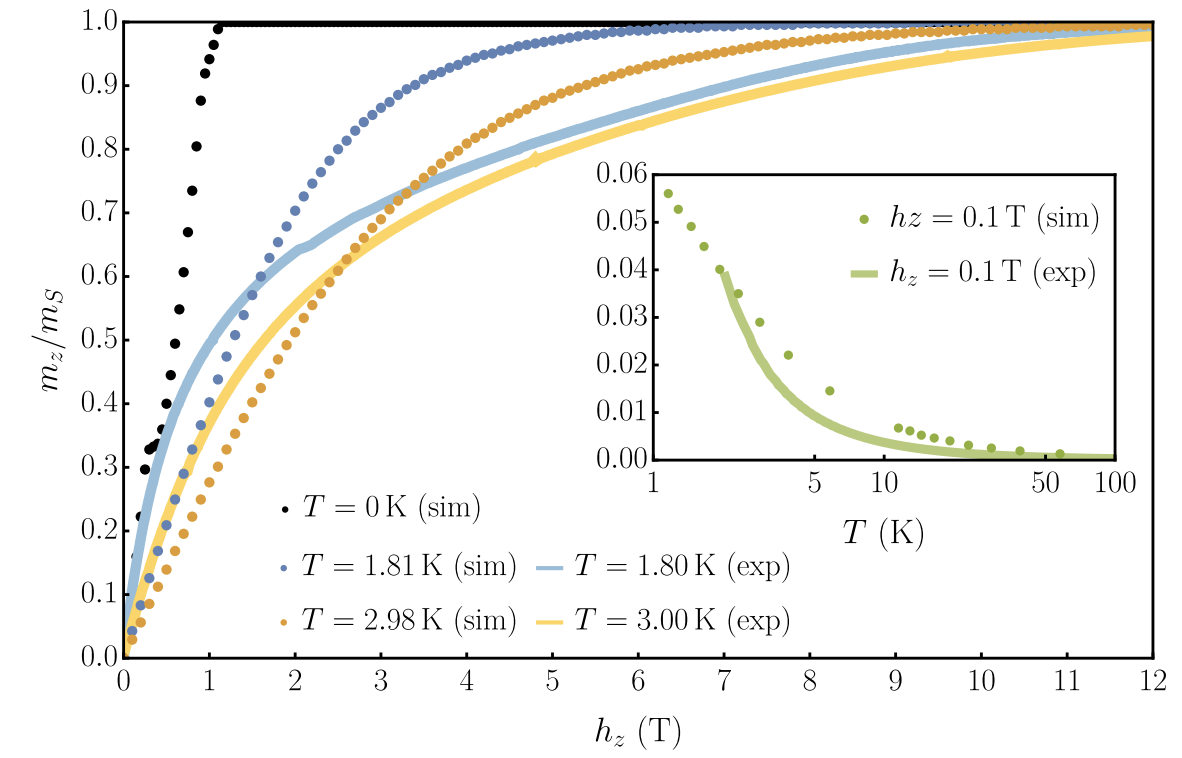 1.0
0.9
0.8
0.7
0.6
0.5
0.4
0.3
0.2
0.1
0.0
m_z/m_S
0 1 2 3 4 5 6 7 8 9 10 11 12
h_z (T)
T = 0 K (sim)
T = 1.81 K (sim) T = 1.80 K (exp)
T = 2.98 K (sim) T = 3.00 K (exp)
0.06
0.05
0.04
0.03
0.02
0.01
0.00
hz = 0.1 T (sim)
h_z = 0.1 T (exp)
1 5 10 50 100
T (K)